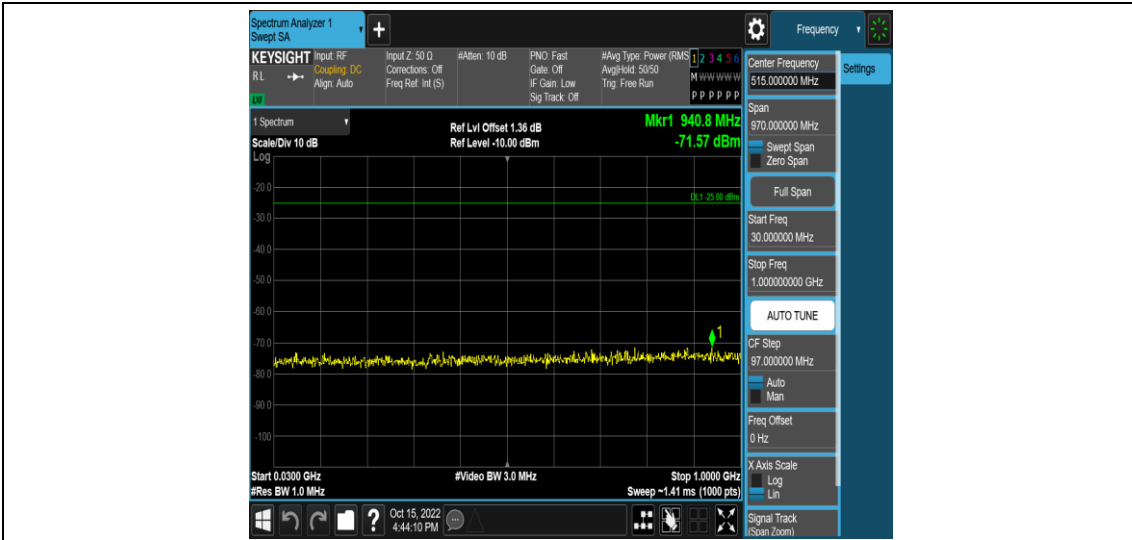 Spectrum Analyzer 1
Swept SA
+
Frequency
KEYSIGHT
RL
LXI
Input: RF
Coupling: DC
Align: Auto
Input Z: 50 Ω
Corrections: Off
Freq Ref: Int (S)
#Atten: 10 dB
PNO: Fast
Gate: Off
IF Gain: Low
Sig Track: Off
#Avg Type: Power (RMS
Avg|Hold: 50/50
Trig: Free Run
1 2 3 4 5 6
M W W W W W
P P P P P P
1 Spectrum
Scale/Div 10 dB
Log
Ref Lvl Offset 1.36 dB
Ref Level -10.00 dBm
Mkr1 940.8 MHz
-71.57 dBm
DL1 -25.00 dBm
-20.0
-30.0
-40.0
-50.0
-60.0
-70.0
-80.0
-90.0
-100
1
Start 0.0300 GHz
#Res BW 1.0 MHz
#Video BW 3.0 MHz
Stop 1.0000 GHz
Sweep ~1.41 ms (1000 pts)
Center Frequency
515.000000 MHz
Settings
Span
970.000000 MHz
Swept Span
Zero Span
Full Span
Start Freq
30.000000 MHz
Stop Freq
1.000000000 GHz
AUTO TUNE
CF Step
97.000000 MHz
Auto
Man
Freq Offset
0 Hz
X Axis Scale
Log
Lin
Signal Track
(Span Zoom)
?
Oct 15, 2022
4:44:10 PM